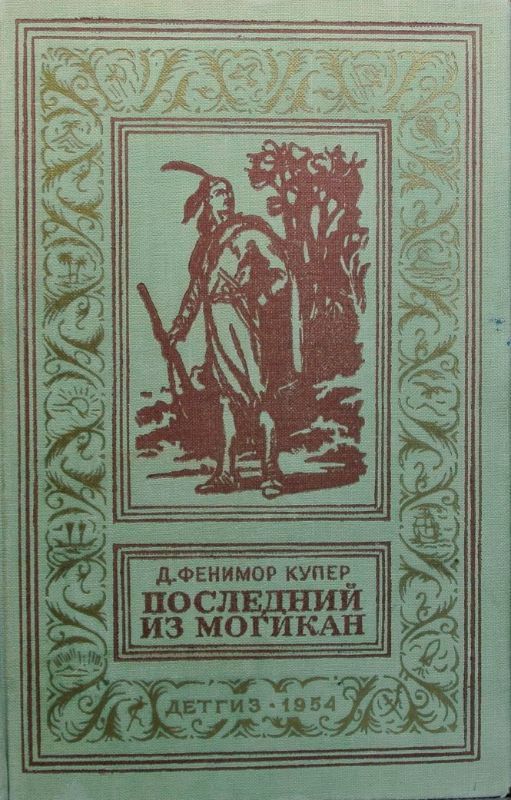 Д. ФЕНИМОР КУПЕР
ПОСЛЕДНИЙ
ИЗ МОГИКАН
ДЕТГИЗ · 1954